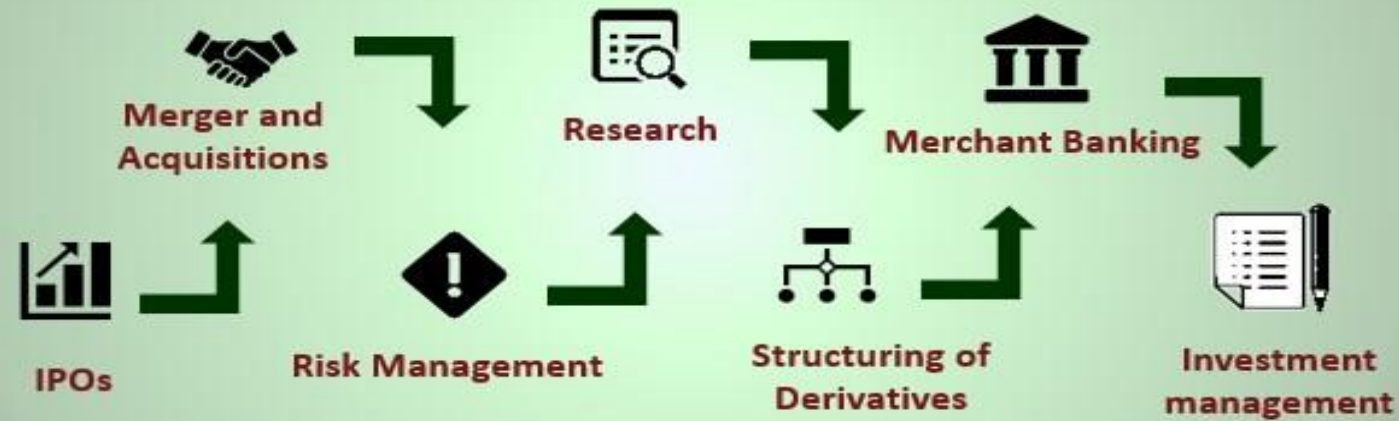 Merger and
Acquisitions
Research
Merchant Banking
IPOs
Risk Management
Structuring of
Derivatives
Investment
management